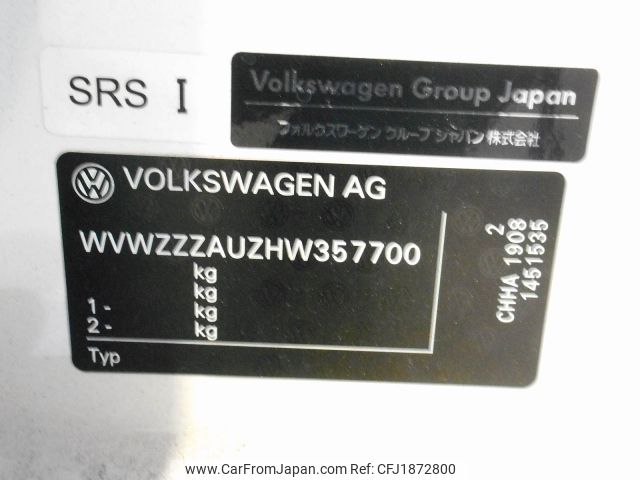 SRS I
Volkswagen Group Japan
フォルクスワーゲン グループ ジャパン 株式会社
VOLKSWAGEN AG
WVWZZZAUZHW357700
kg
kg
1 - kg
2 - kg
Typ
2
CHHA 1908
1451535
www.CarFromJapan.com | Ref No. CFJ1872800